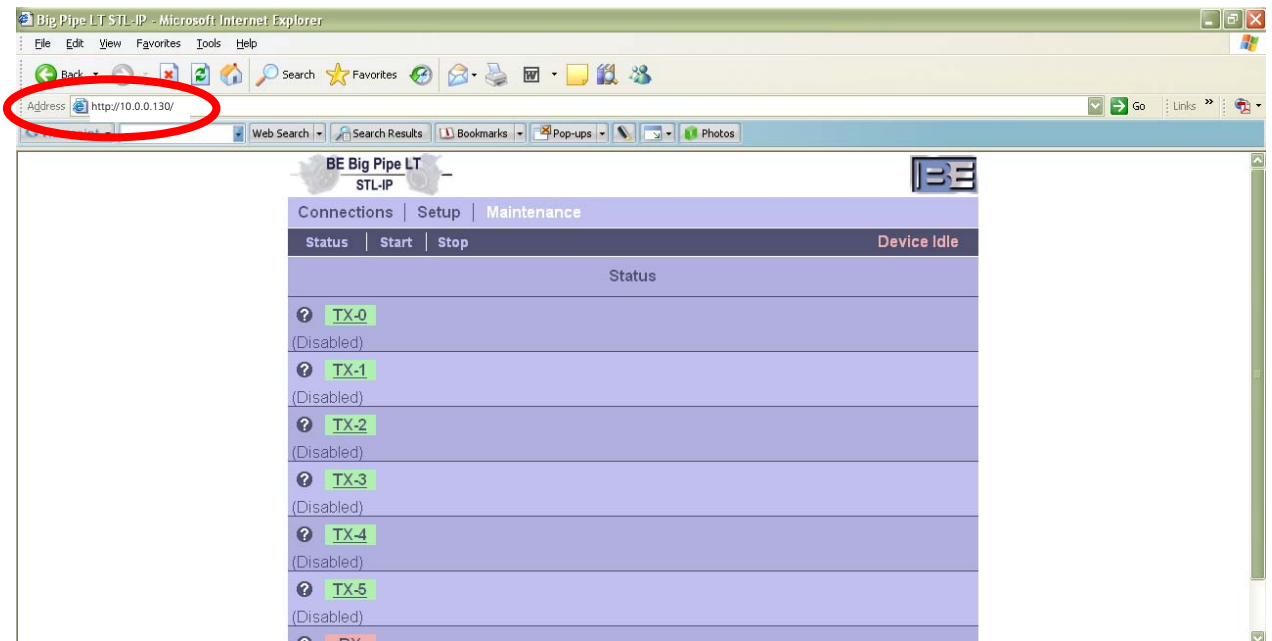 Big Pipe LT STL-IP - Microsoft Internet Explorer
File Edit View Favorites Tools Help
Back Search Favorites
Address http://10.0.0.130/ Go Links »
Web Search Search Results Bookmarks Pop-ups Photos
BE Big Pipe LT
STL-IP
BE
Connections | Setup | Maintenance
Status | Start | Stop Device Idle
Status
? TX-0
(Disabled)
? TX-1
(Disabled)
? TX-2
(Disabled)
? TX-3
(Disabled)
? TX-4
(Disabled)
? TX-5
(Disabled)